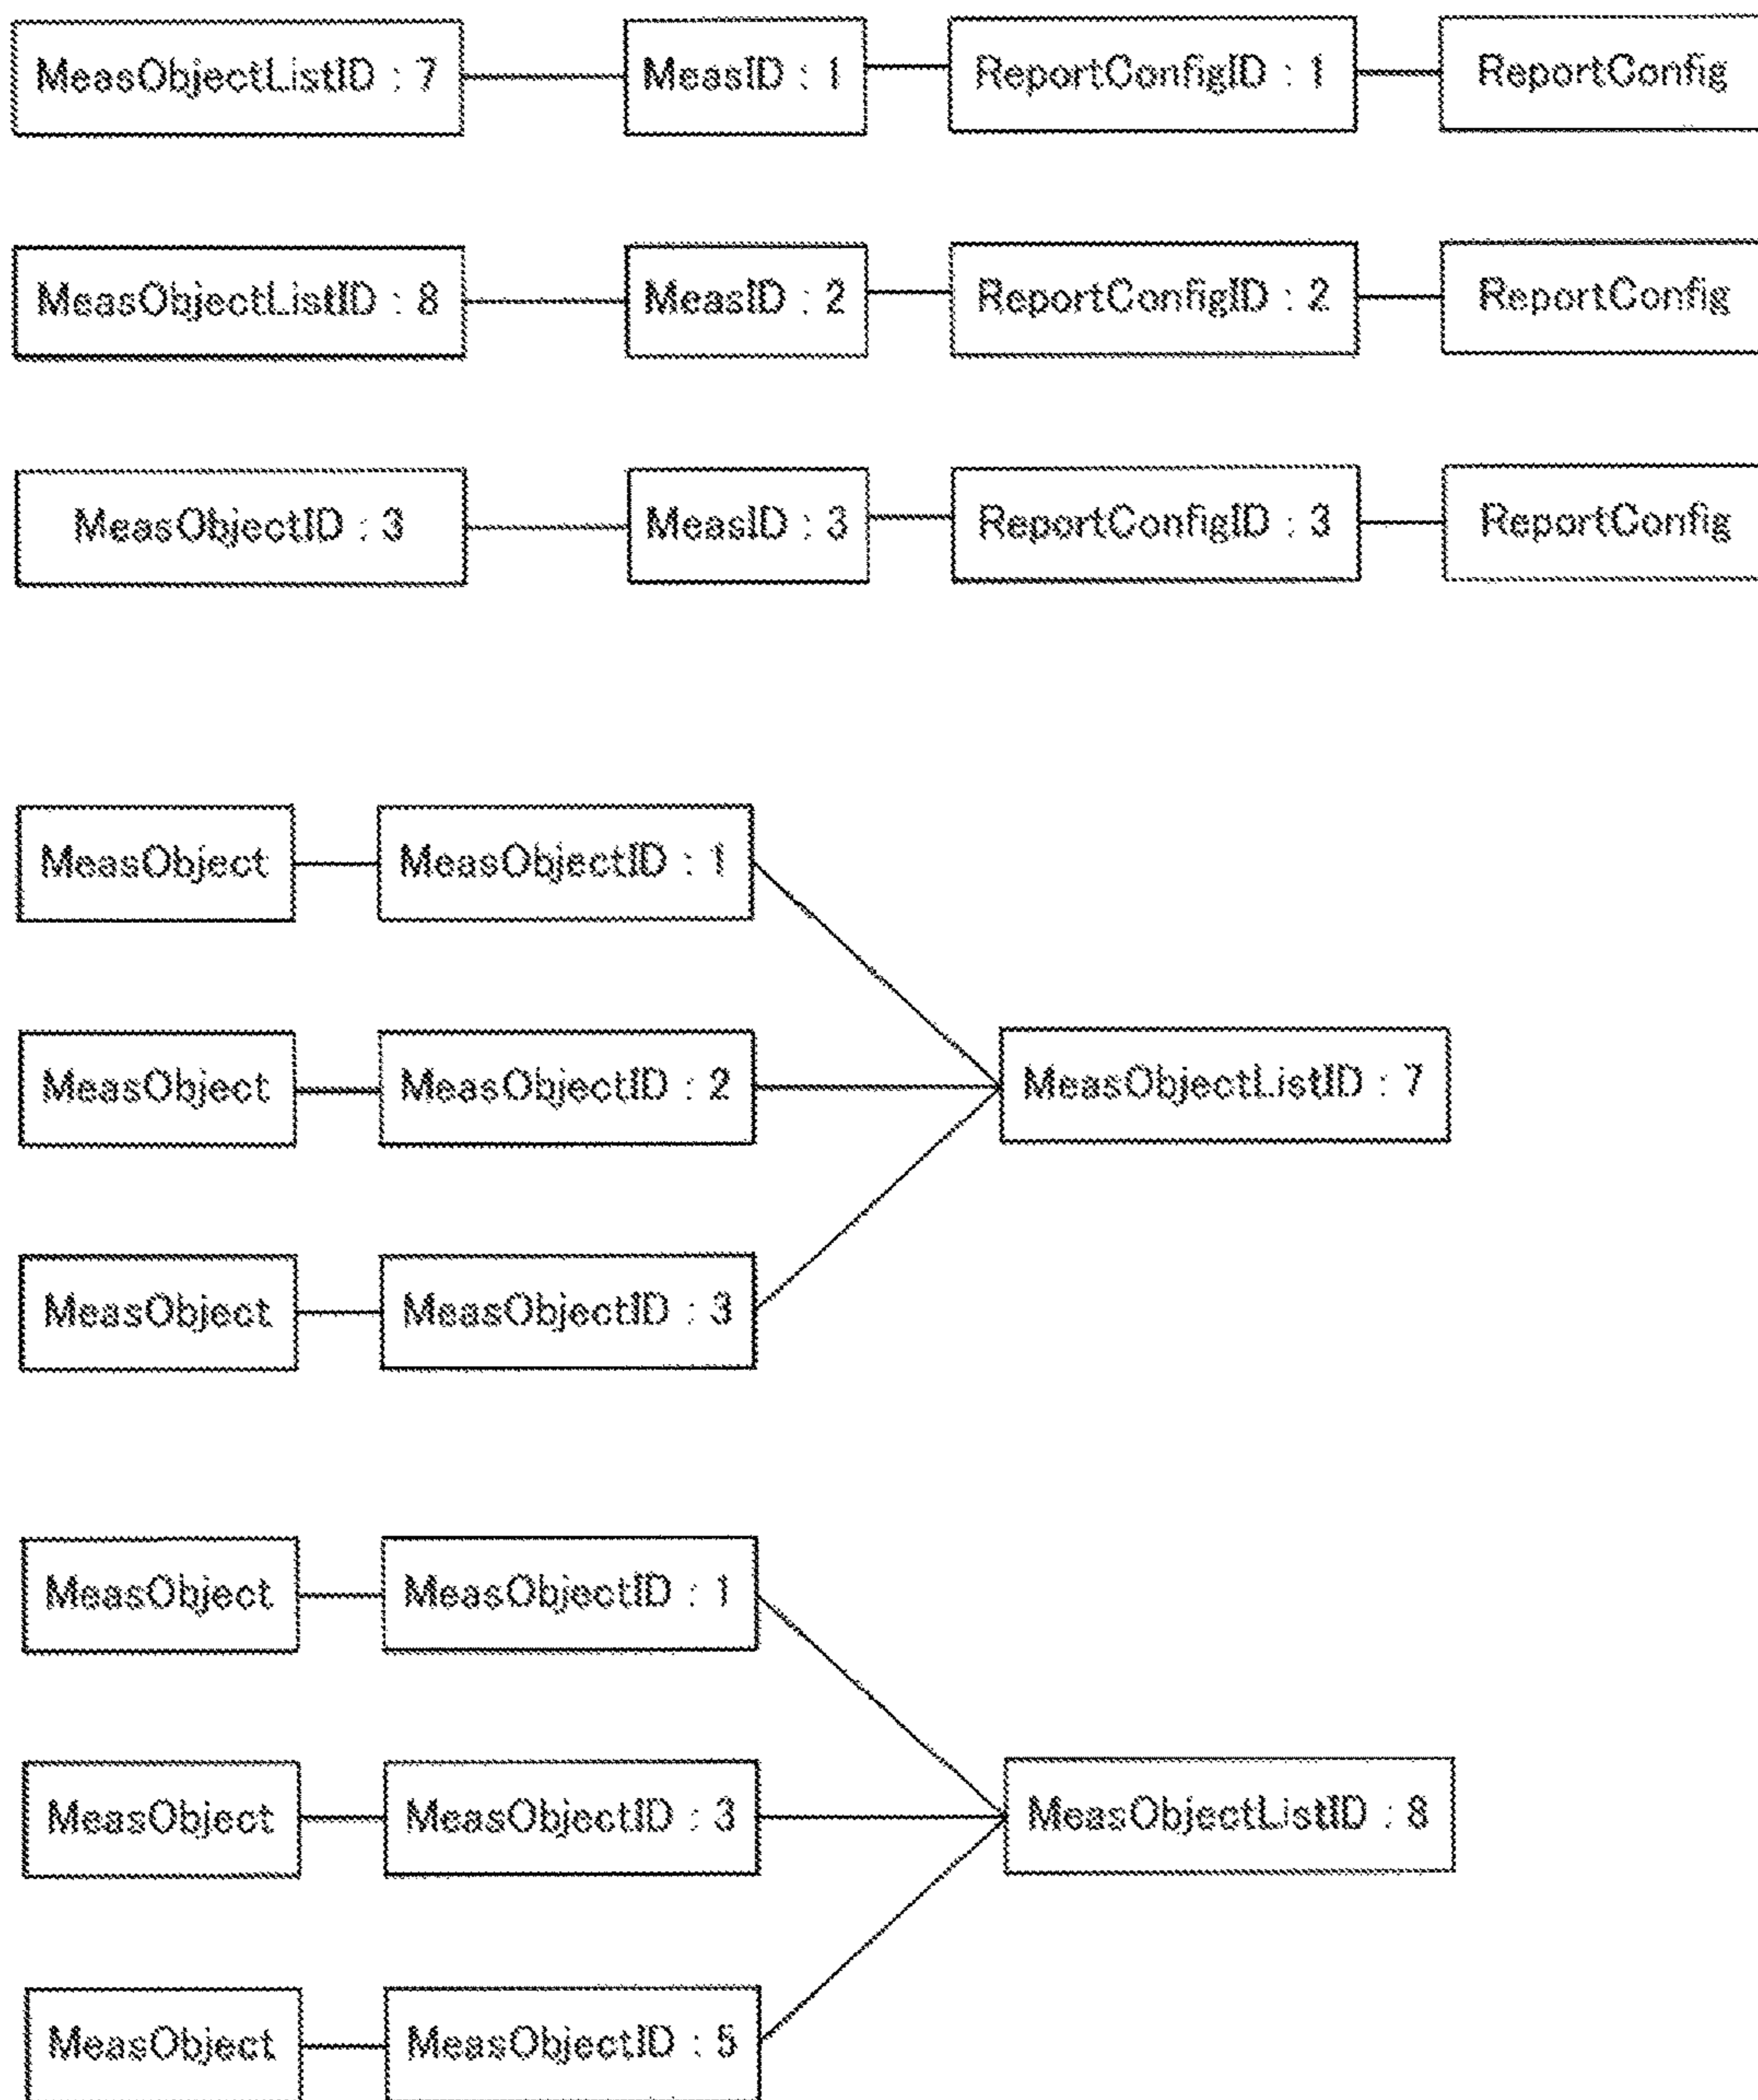 MeasObjectListID : 7 MeasID : 1 ReportConfigID : 1 ReportConfig
MeasObjectListID : 8 MeasID : 2 ReportConfigID : 2 ReportConfig
MeasObjectID : 3 MeasID : 3 ReportConfigID : 3 ReportConfig
MeasObject MeasObjectID : 1
MeasObject MeasObjectID : 2 MeasObjectListID : 7
MeasObject MeasObjectID : 3
MeasObject MeasObjectID : 1
MeasObject MeasObjectID : 3 MeasObjectListID : 8
MeasObject MeasObjectID : 5